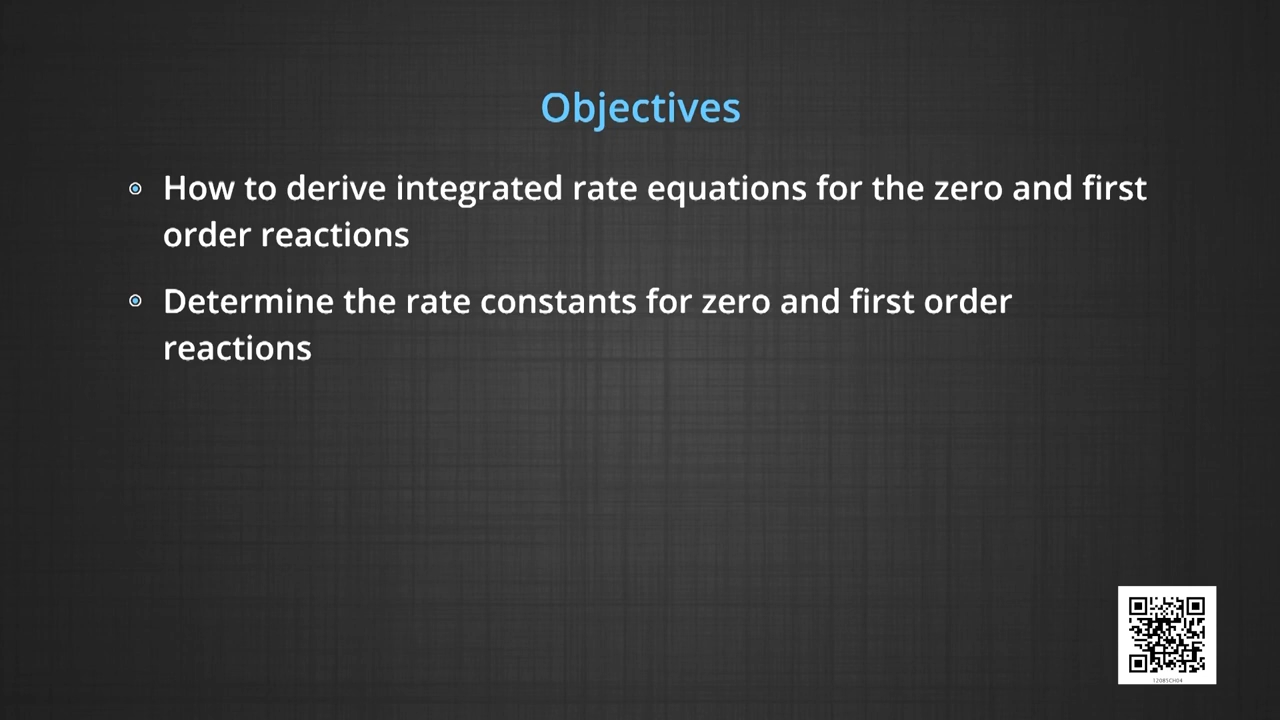 Objectives
How to derive integrated rate equations for the zero and first
order reactions
Determine the rate constants for zero and first order
reactions
12085CH04